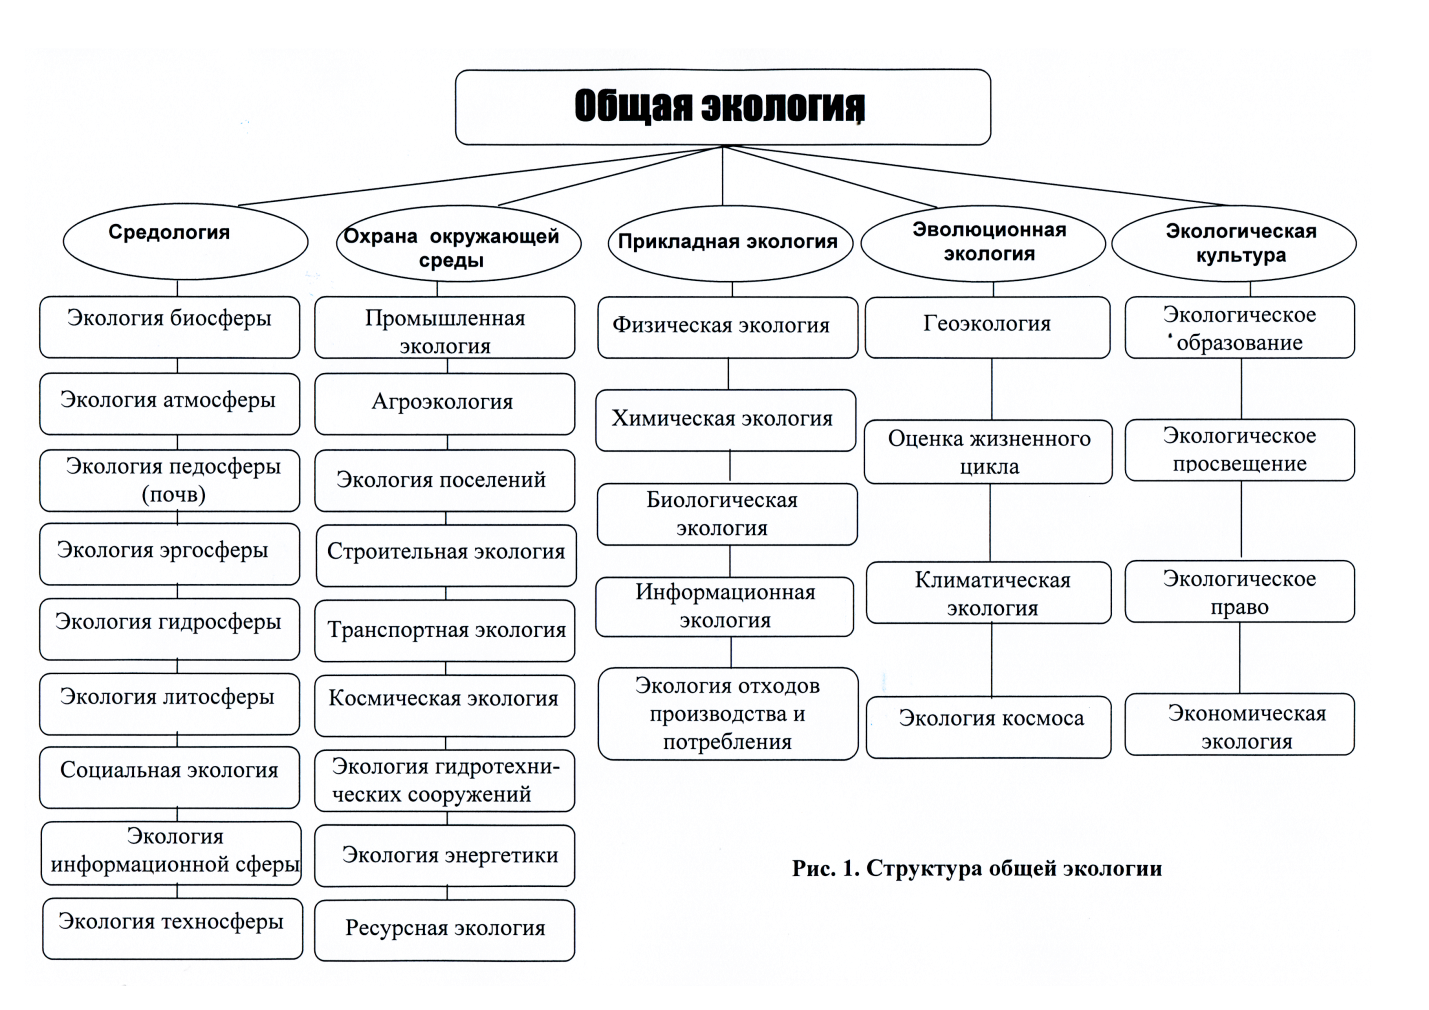 Общая экология
Средология
Экология биосферы
Экология атмосферы
Экология педосферы
(почв)
Экология эргосферы
Экология гидросферы
Экология литосферы
Социальная экология
Экология
информационной сферы
Экология техносферы
Охрана окружающей
среды
Промышленная
экология
Агроэкология
Экология поселений
Строительная экология
Транспортная экология
Космическая экология
Экология гидротехни-
ческих сооружений
Экология энергетики
Ресурсная экология
Прикладная экология
Физическая экология
Химическая экология
Биологическая
экология
Информационная
экология
Экология отходов
производства и
потребления
Эволюционная
экология
Геоэкология
Оценка жизненного
цикла
Климатическая
экология
Экология космоса
Экологическая
культура
Экологическое
образование
Экологическое
просвещение
Экологическое
право
Экономическая
экология
Рис. 1. Структура общей экологии